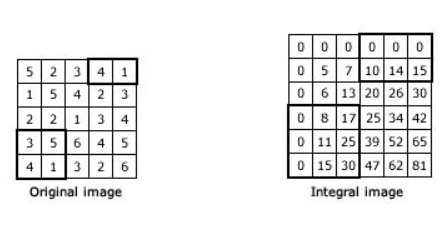 5 2 3 4 1
1 5 4 2 3
2 2 1 3 4
3 5 6 4 5
4 1 3 2 6
Original image
0 0 0 0 0 0
0 5 7 10 14 15
0 6 13 20 26 30
0 8 17 25 34 42
0 11 25 39 52 65
0 15 30 47 62 81
Integral image